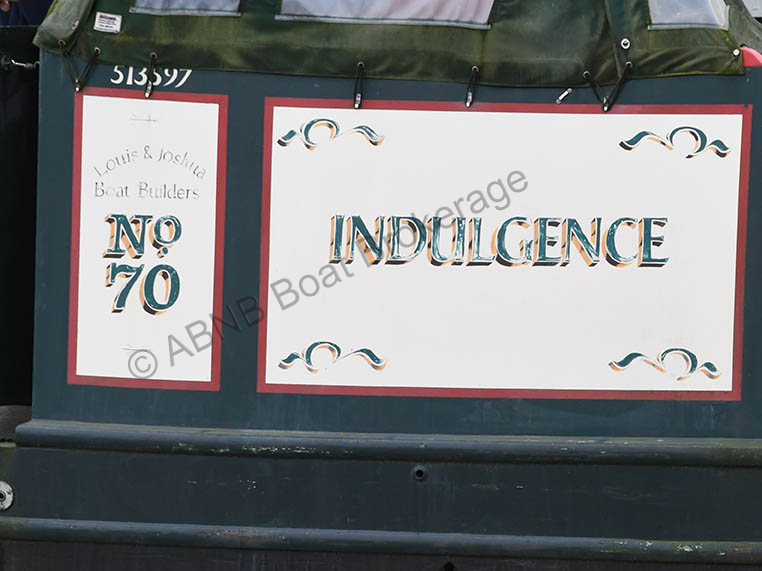 513597
Louis & Joshua
Boat Builders
No
70
INDULGENCE
© ABNB Boat Brokerage